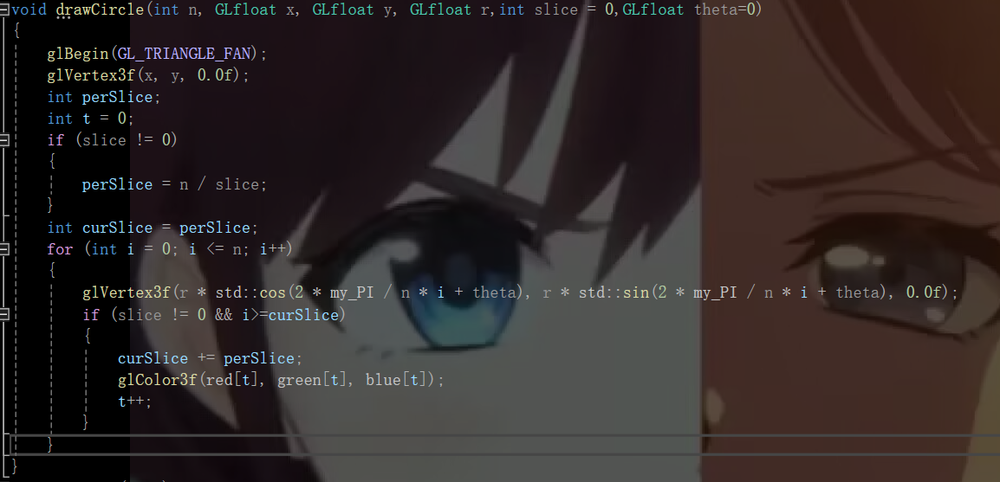 void drawCircle(int n, GLfloat x, GLfloat y, GLfloat r,int slice = 0,GLfloat theta=0)
{
glBegin(GL_TRIANGLE_FAN);
glVertex3f(x, y, 0.0f);
int perSlice;
int t = 0;
if (slice != 0)
{
perSlice = n / slice;
}
int curSlice = perSlice;
for (int i = 0; i <= n; i++)
{
glVertex3f(r * std::cos(2 * my_PI / n * i + theta), r * std::sin(2 * my_PI / n * i + theta), 0.0f);
if (slice != 0 && i>=curSlice)
{
curSlice += perSlice;
glColor3f(red[t], green[t], blue[t]);
t++;
}
}
}